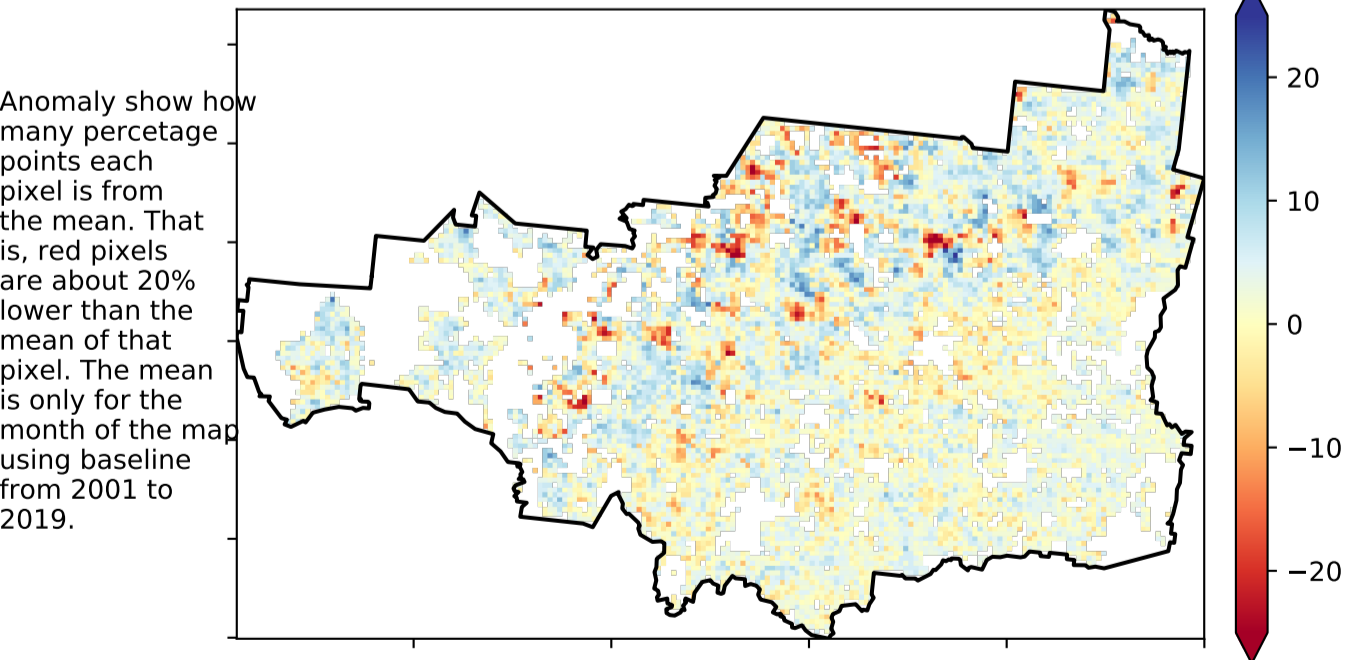 Anomaly show how
many percetage
points each
pixel is from
the mean. That
is, red pixels
are about 20%
lower than the
mean of that
pixel. The mean
is only for the
month of the map
using baseline
from 2001 to
2019.
20
10
0
−10
−20